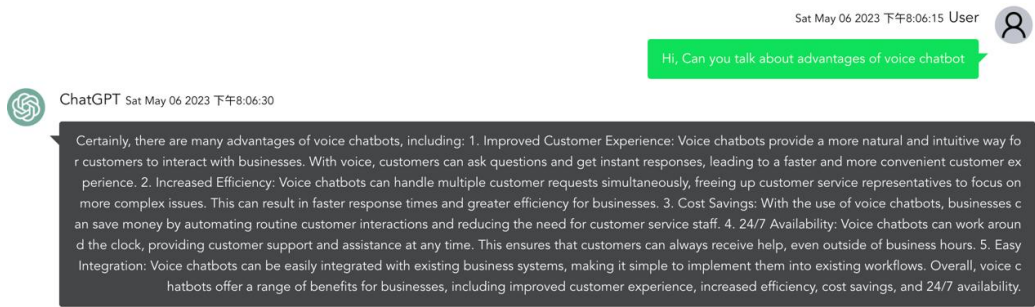 Sat May 06 2023 下午8:06:15 User
Hi, Can you talk about advantages of voice chatbot
ChatGPT Sat May 06 2023 下午8:06:30
Certainly, there are many advantages of voice chatbots, including: 1. Improved Customer Experience: Voice chatbots provide a more natural and intuitive way fo
r customers to interact with businesses. With voice, customers can ask questions and get instant responses, leading to a faster and more convenient customer ex
perience. 2. Increased Efficiency: Voice chatbots can handle multiple customer requests simultaneously, freeing up customer service representatives to focus on
more complex issues. This can result in faster response times and greater efficiency for businesses. 3. Cost Savings: With the use of voice chatbots, businesses c
an save money by automating routine customer interactions and reducing the need for customer service staff. 4. 24/7 Availability: Voice chatbots can work aroun
d the clock, providing customer support and assistance at any time. This ensures that customers can always receive help, even outside of business hours. 5. Easy
Integration: Voice chatbots can be easily integrated with existing business systems, making it simple to implement them into existing workflows. Overall, voice c
hatbots offer a range of benefits for businesses, including improved customer experience, increased efficiency, cost savings, and 24/7 availability.